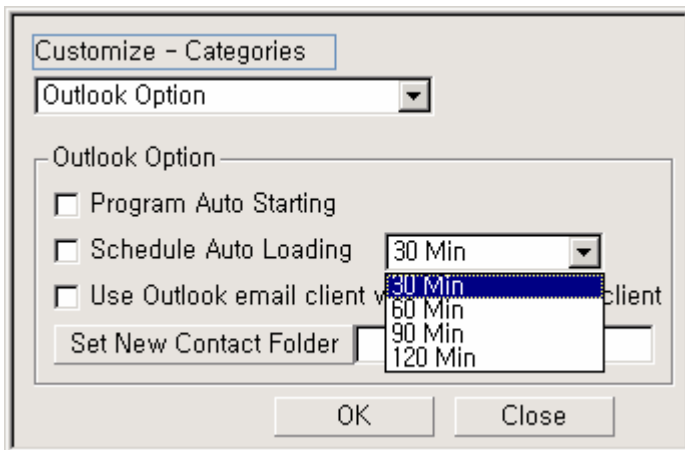 Customize - Categories
Outlook Option
Outlook Option
Program Auto Starting
Schedule Auto Loading 30 Min
30 Min
Use Outlook email client client
60 Min
90 Min
Set New Contact Folder
120 Min
OK Close